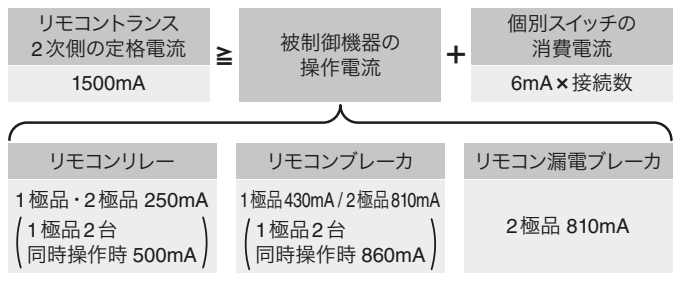 リモコントランス
2次側の定格電流
1500mA
≧
被制御機器の
操作電流
+
個別スイッチの
消費電流
6mA×接続数
リモコンリレー
1極品・2極品 250mA
(1極品2台
同時操作時 500mA)
リモコンブレーカ
1極品430mA / 2極品810mA
(1極品2台
同時操作時 860mA)
リモコン漏電ブレーカ
2極品 810mA